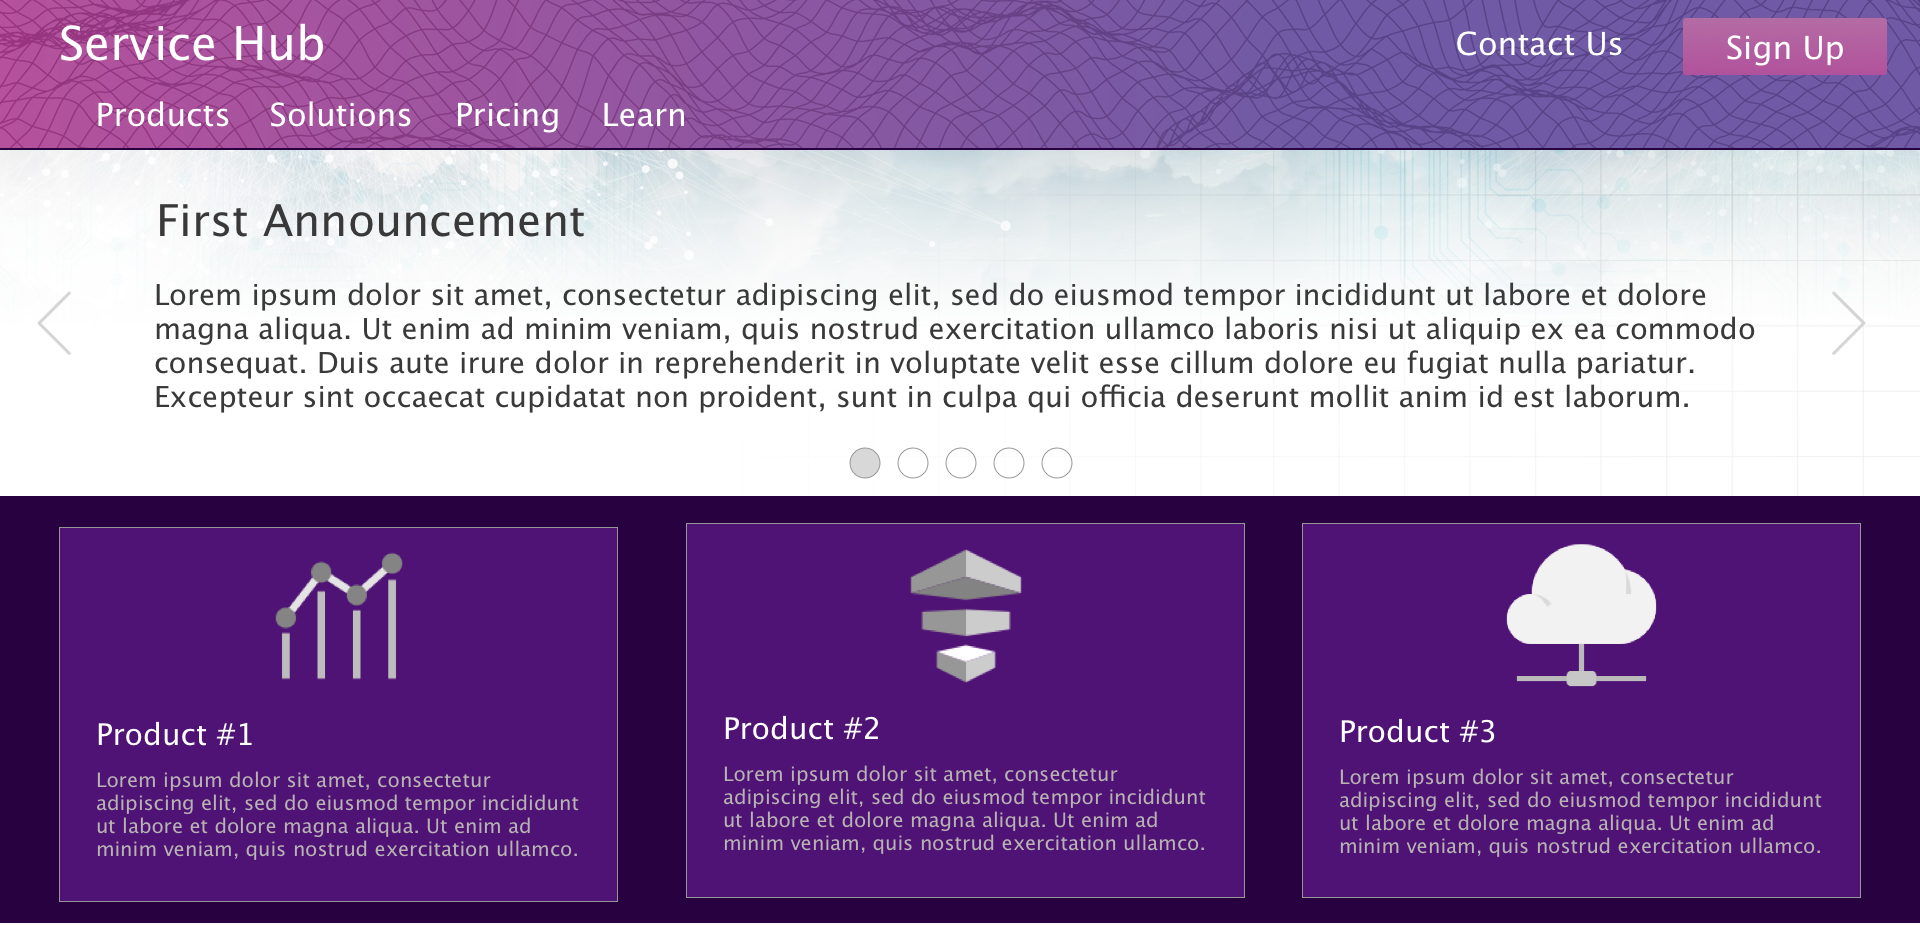 Service Hub
Contact Us
Sign Up
Products
Solutions
Pricing
Learn
First Announcement
Lorem ipsum dolor sit amet, consectetur adipiscing elit, sed do eiusmod tempor incididunt ut labore et dolore
magna aliqua. Ut enim ad minim veniam, quis nostrud exercitation ullamco laboris nisi ut aliquip ex ea commodo
consequat. Duis aute irure dolor in reprehenderit in voluptate velit esse cillum dolore eu fugiat nulla pariatur.
Excepteur sint occaecat cupidatat non proident, sunt in culpa qui officia deserunt mollit anim id est laborum.
Product #1
Lorem ipsum dolor sit amet, consectetur
adipiscing elit, sed do eiusmod tempor incididunt
ut labore et dolore magna aliqua. Ut enim ad
minim veniam, quis nostrud exercitation ullamco.
Product #2
Lorem ipsum dolor sit amet, consectetur
adipiscing elit, sed do eiusmod tempor incididunt
ut labore et dolore magna aliqua. Ut enim ad
minim veniam, quis nostrud exercitation ullamco.
Product #3
Lorem ipsum dolor sit amet, consectetur
adipiscing elit, sed do eiusmod tempor incididunt
ut labore et dolore magna aliqua. Ut enim ad
minim veniam, quis nostrud exercitation ullamco.